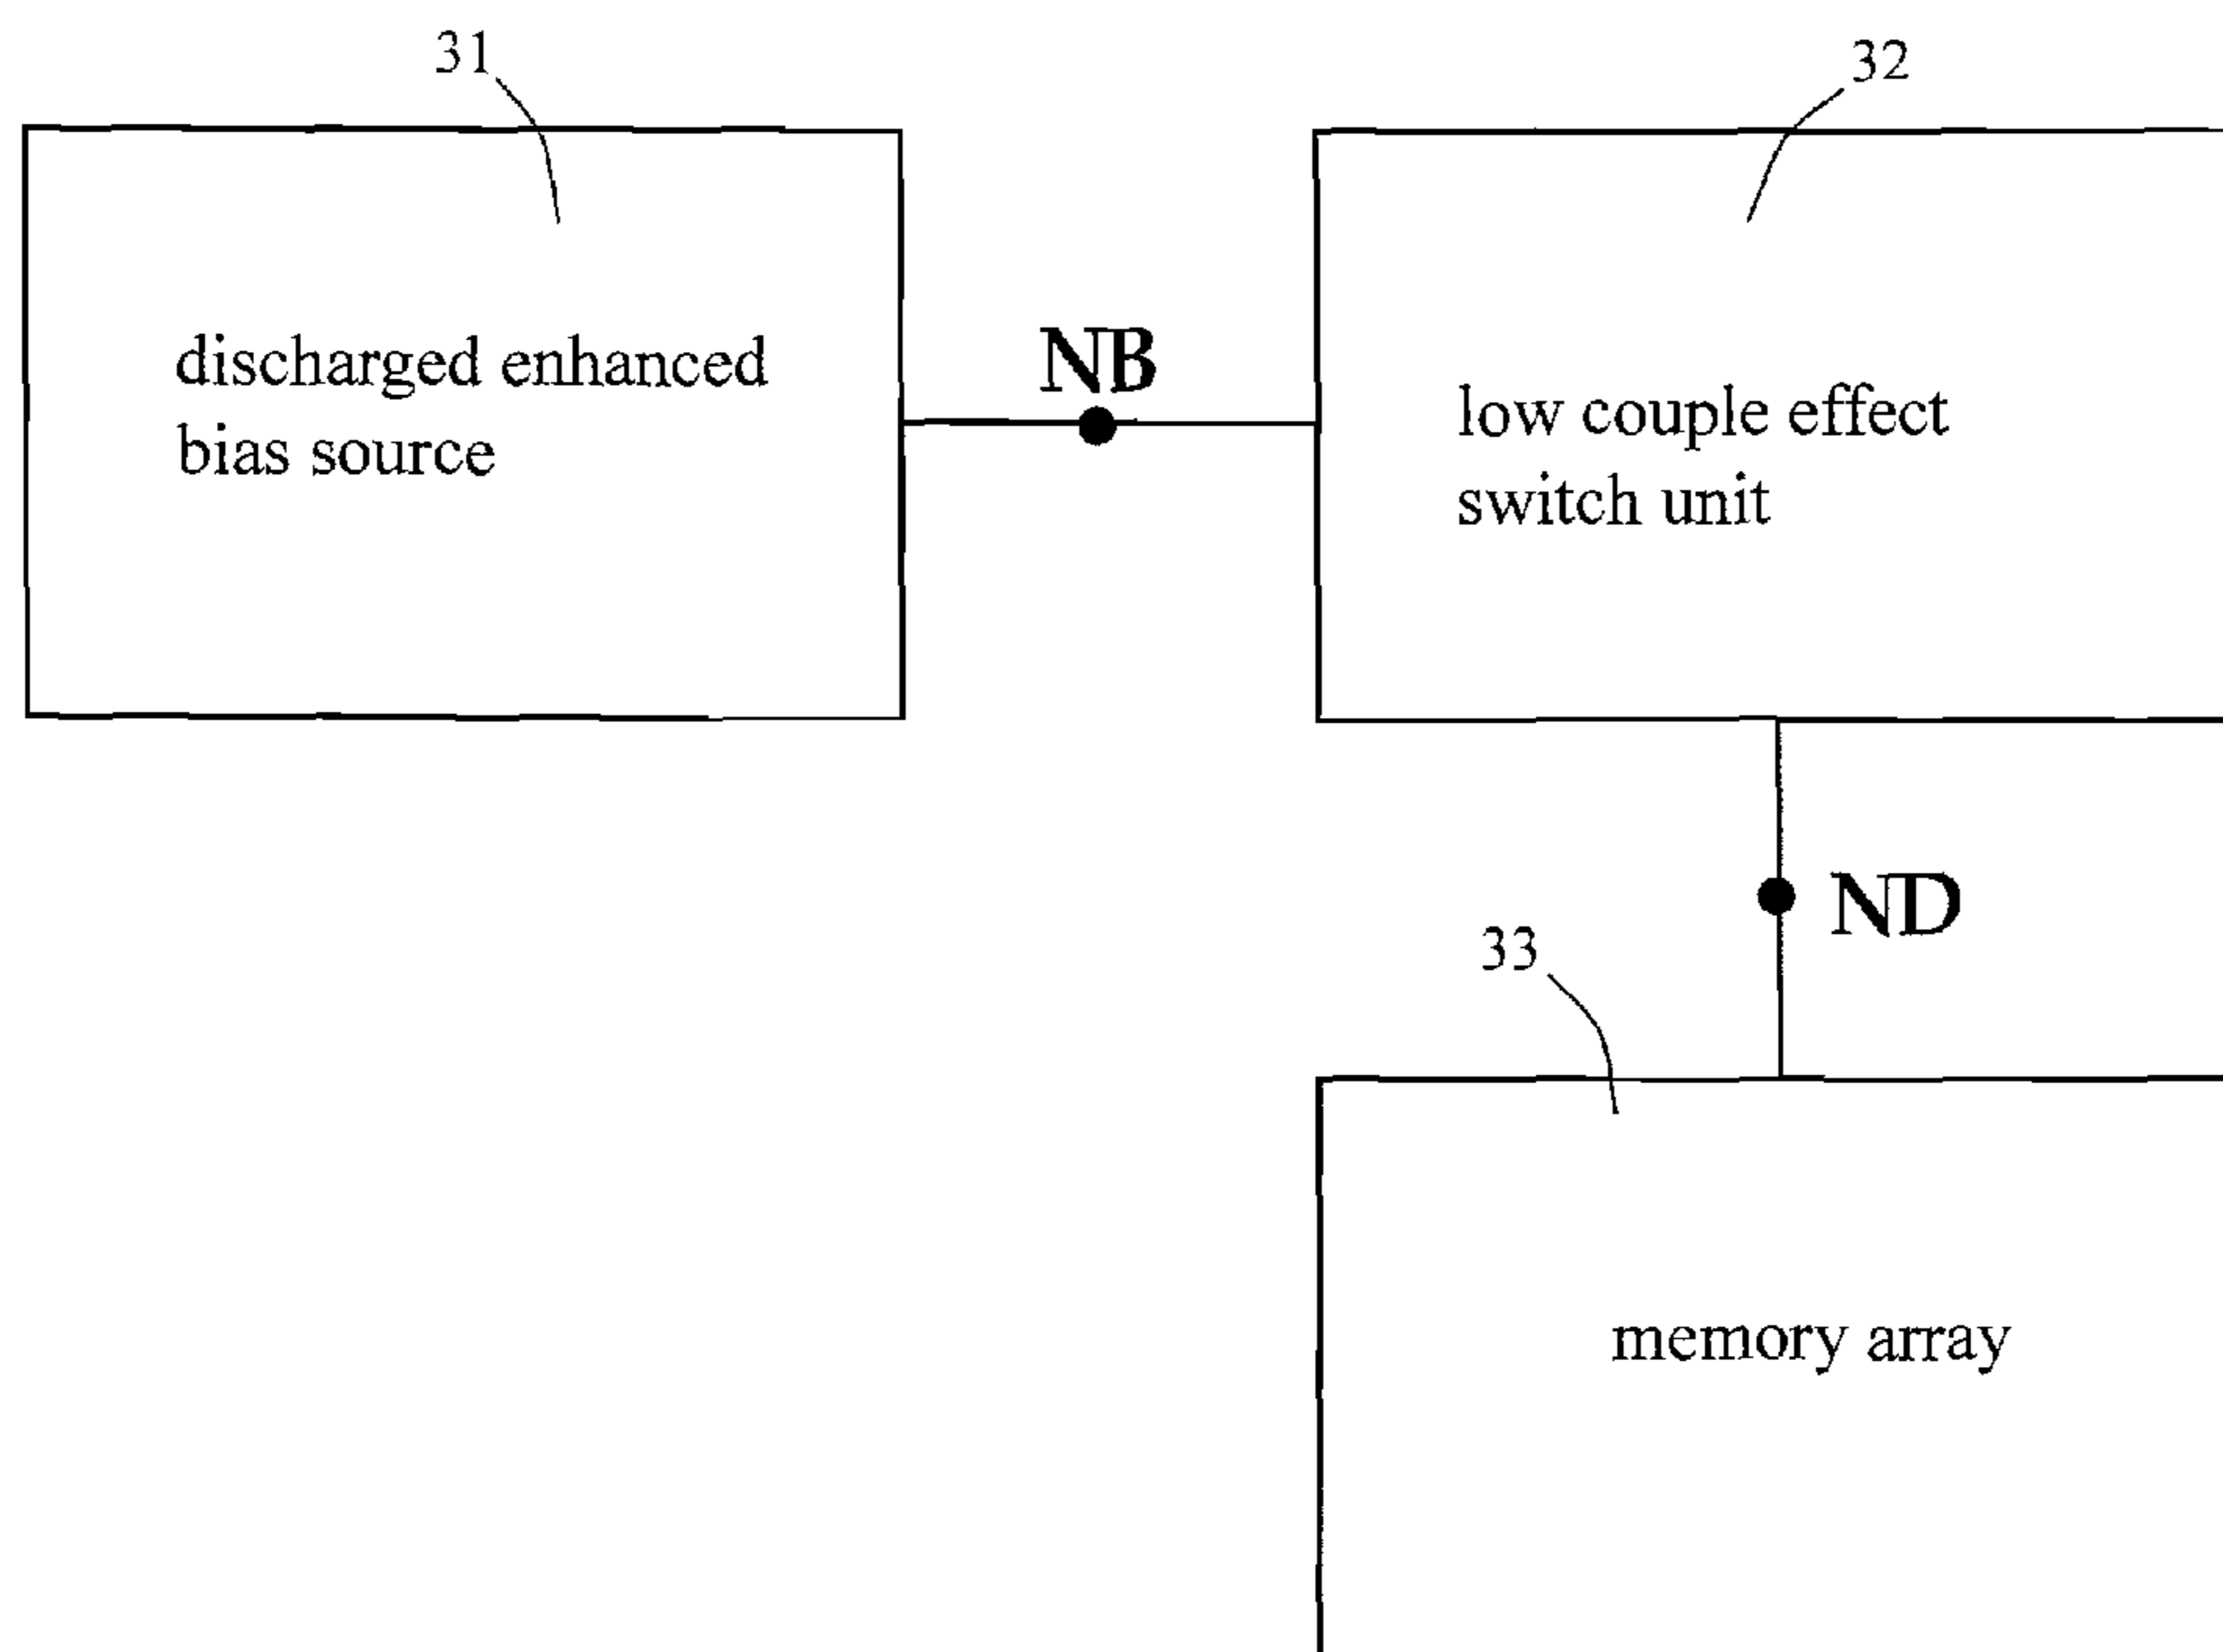 31
32
discharged enhanced
bias source
NB
low couple effect
switch unit
ND
33
memory array